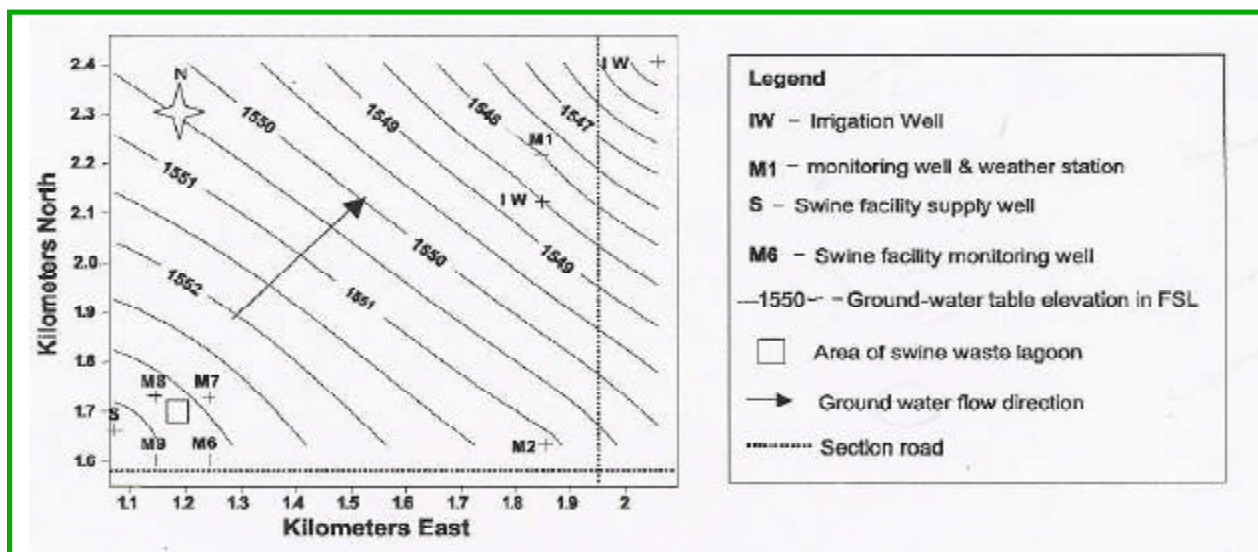 2.4
2.3
2.2
2.1
2.0
1.9
1.8
1.7
1.6
Kilometers North
N
IW
1550
1549
1548
1547
M1
1551
IW
1552
1551
1550
1549
M8
M7
S
M9
M6
M2
1.1 1.2 1.3 1.4 1.5 1.6 1.7 1.8 1.9 2
Kilometers East
Legend
IW – Irrigation Well
M1 – monitoring well & weather station
S – Swine facility supply well
M6 – Swine facility monitoring well
—1550- - –Ground-water table elevation in FSL
Area of swine waste lagoon
Ground water flow direction
Section road